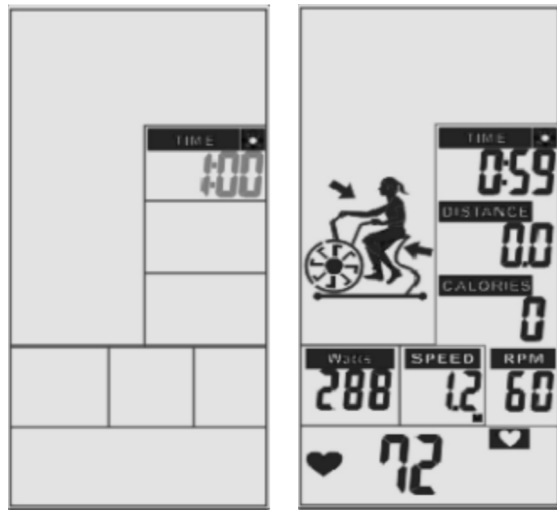 TIME
1:00
TIME
0:59
DISTANCE
0.0
CALORIES
0
Watts SPEED RPM
288 1.2 60
72